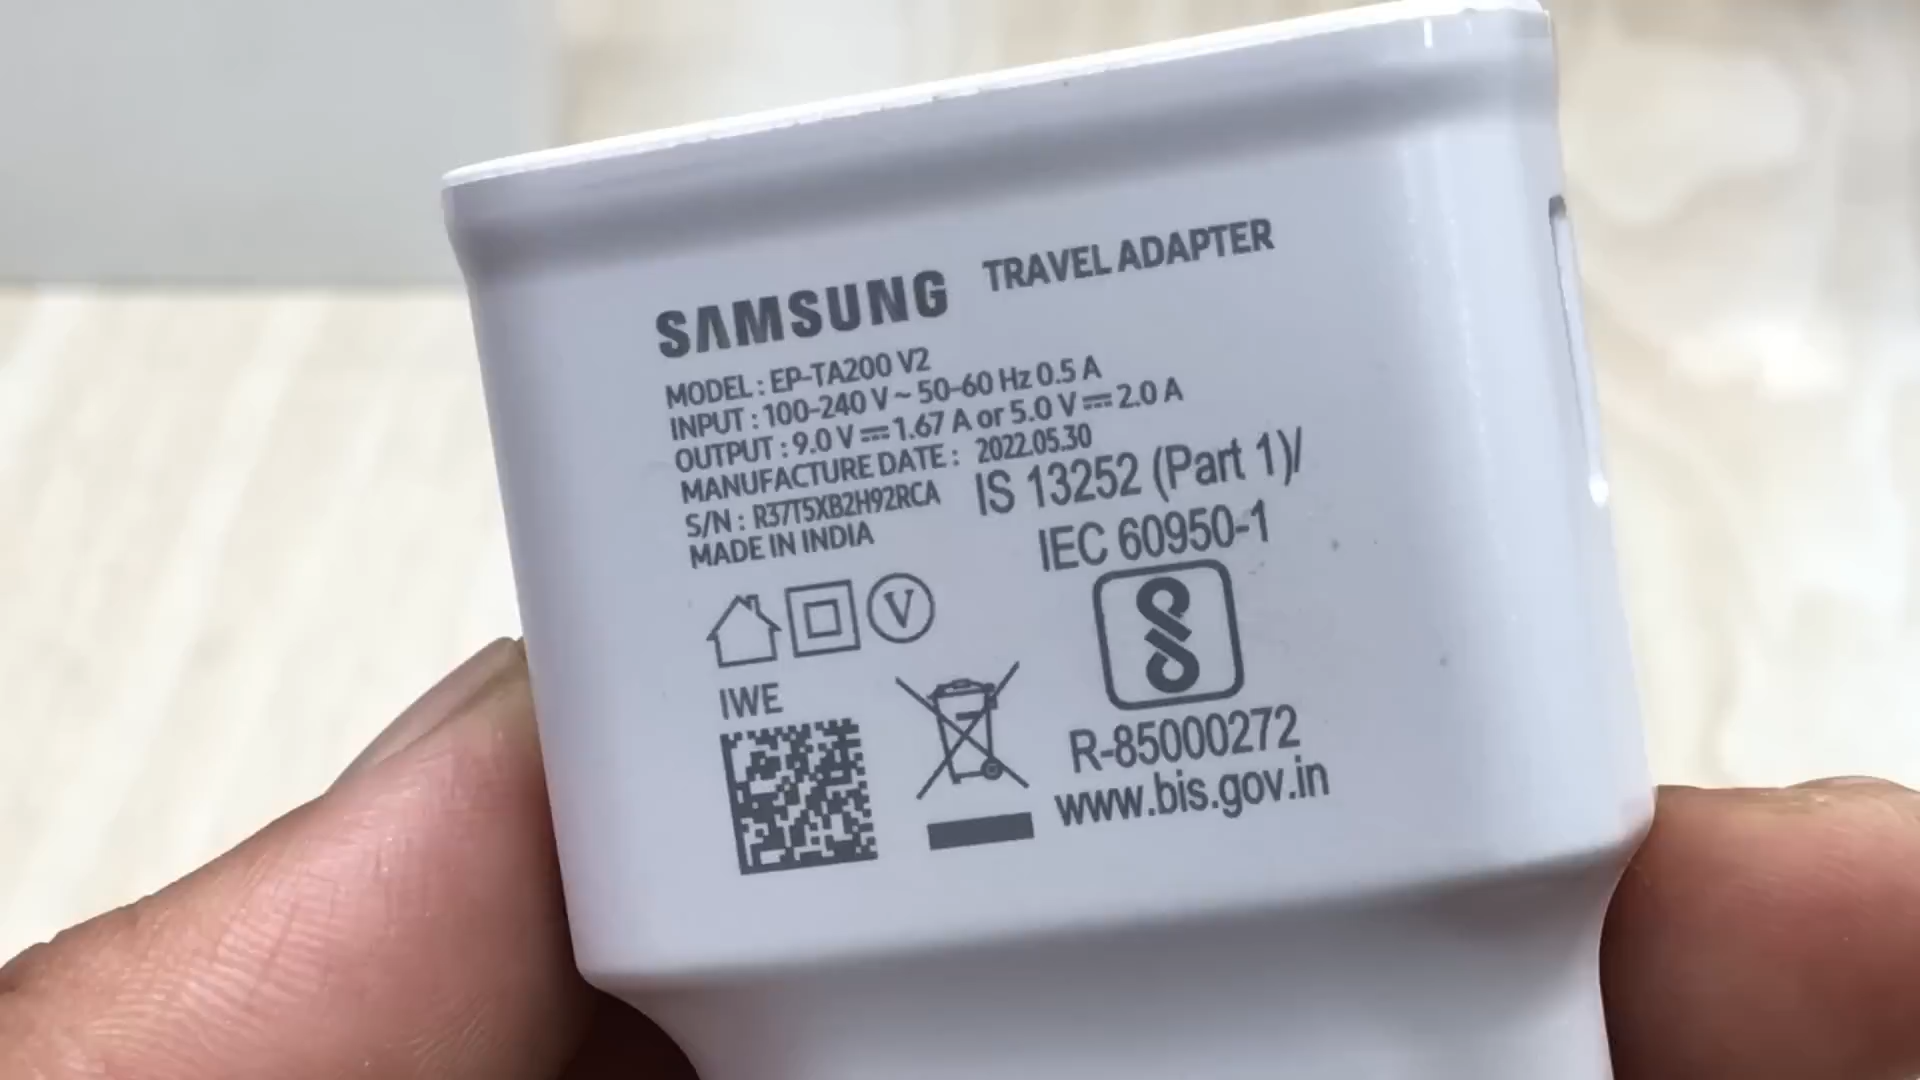 SAMSUNG TRAVEL ADAPTER
MODEL : EP-TA200 V2
INPUT : 100-240 V ~ 50-60 Hz 0.5 A
OUTPUT : 9.0 V ⎓ 1.67 A or 5.0 V ⎓ 2.0 A
MANUFACTURE DATE : 2022.05.30
S/N : R37T5XB2H92RCA
MADE IN INDIA
IS 13252 (Part 1)/
IEC 60950-1
V
IWE
R-85000272
www.bis.gov.in